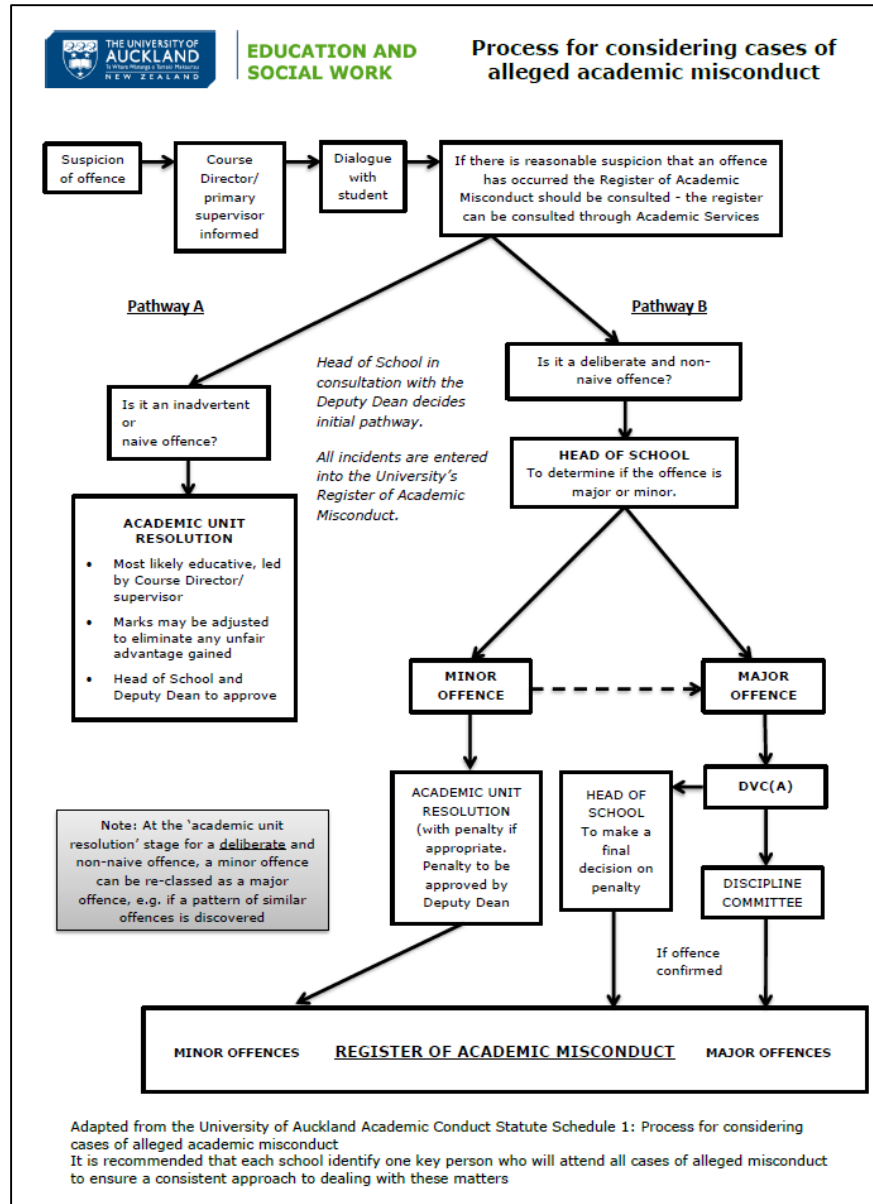 THE UNIVERSITY OF
AUCKLAND
NEW ZEALAND
EDUCATION AND
SOCIAL WORK
Process for considering cases of
alleged academic misconduct
Suspicion
of offence
Course
Director/
primary
supervisor
informed
Dialogue
with
student
If there is reasonable suspicion that an offence
has occurred the Register of Academic
Misconduct should be consulted - the register
can be consulted through Academic Services
Pathway A
Pathway B
Is it an inadvertent
or
naive offence?
Head of School in
consultation with the
Deputy Dean decides
initial pathway.
All incidents are entered
into the University's
Register of Academic
Misconduct.
Is it a deliberate and non-
naive offence?
HEAD OF SCHOOL
To determine if the offence is
major or minor.
ACADEMIC UNIT
RESOLUTION
• Most likely educative, led
by Course Director/
supervisor
• Marks may be adjusted
to eliminate any unfair
advantage gained
• Head of School and
Deputy Dean to approve
MINOR
OFFENCE
MAJOR
OFFENCE
ACADEMIC UNIT
RESOLUTION
(with penalty if
appropriate.
Penalty to be
approved by
Deputy Dean
HEAD OF
SCHOOL
To make a
final
decision on
penalty
DVC(A)
DISCIPLINE
COMMITTEE
Note: At the 'academic unit
resolution' stage for a deliberate and
non-naive offence, a minor offence
can be re-classed as a major
offence, e.g. if a pattern of similar
offences is discovered
If offence
confirmed
MINOR OFFENCES REGISTER OF ACADEMIC MISCONDUCT MAJOR OFFENCES
Adapted from the University of Auckland Academic Conduct Statute Schedule 1: Process for considering
cases of alleged academic misconduct
It is recommended that each school identify one key person who will attend all cases of alleged misconduct
to ensure a consistent approach to dealing with these matters